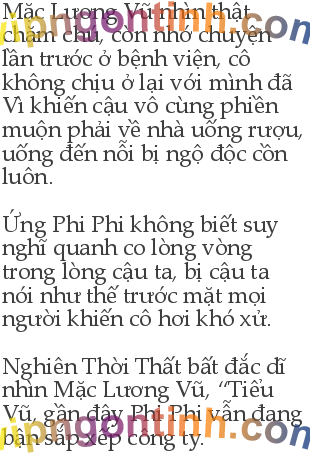 Mặc Lương Vũ nhìn thật
chăm chú, còn nhớ chuyện
lần trước ở bệnh viện, cô
không chịu ở lại với mình đã
Vì khiến cậu vô cùng phiền
muộn phải về nhà uống rượu,
uống đến nỗi bị ngộ độc cồn
luôn.
Ứng Phi Phi không biết suy
nghĩ quanh co lòng vòng
trong lòng cậu ta, bị cậu ta
nói như thế trước mặt mọi
người khiến cô hơi khó xử.
Nghiên Thời Thất bất đắc dĩ
nhìn Mặc Lương Vũ, “Tiểu
Vũ, gần đây Phi Phi vẫn đang
bận sắp xếp công ty.
vipngontinh.com
vipngontinh.com